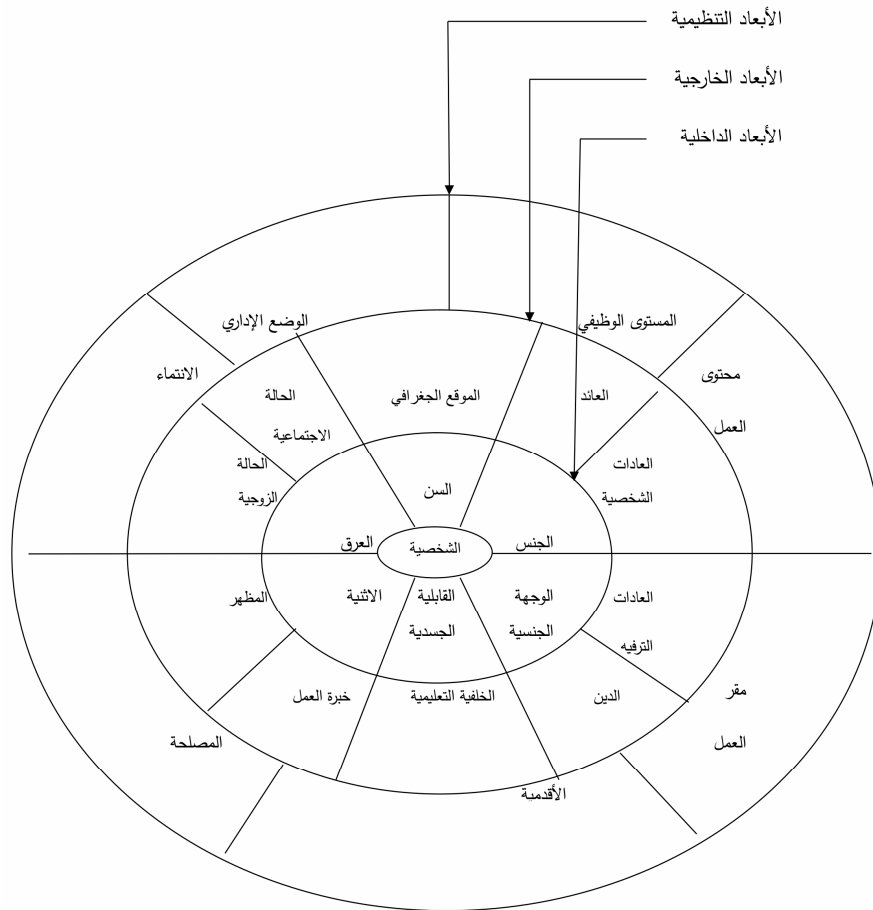 الأبعاد التنظيمية
الأبعاد الخارجية
الأبعاد الداخلية
المستوى الوظيفي
الوضع الإداري
محتوى
العمل
الانتماء
العائد
الموقع الجغرافي
الحالة
الاجتماعية
العادات
الشخصية
الحالة
الزوجية
السن
الجنس
الشخصية
العرق
الوجهة
الجنسية
القابلية
الجسدية
الاثنية
العادات
الترفيه
المظهر
الدين
الخلفية التعليمية
خبرة العمل
مقر
العمل
المصلحة
الأقدمية